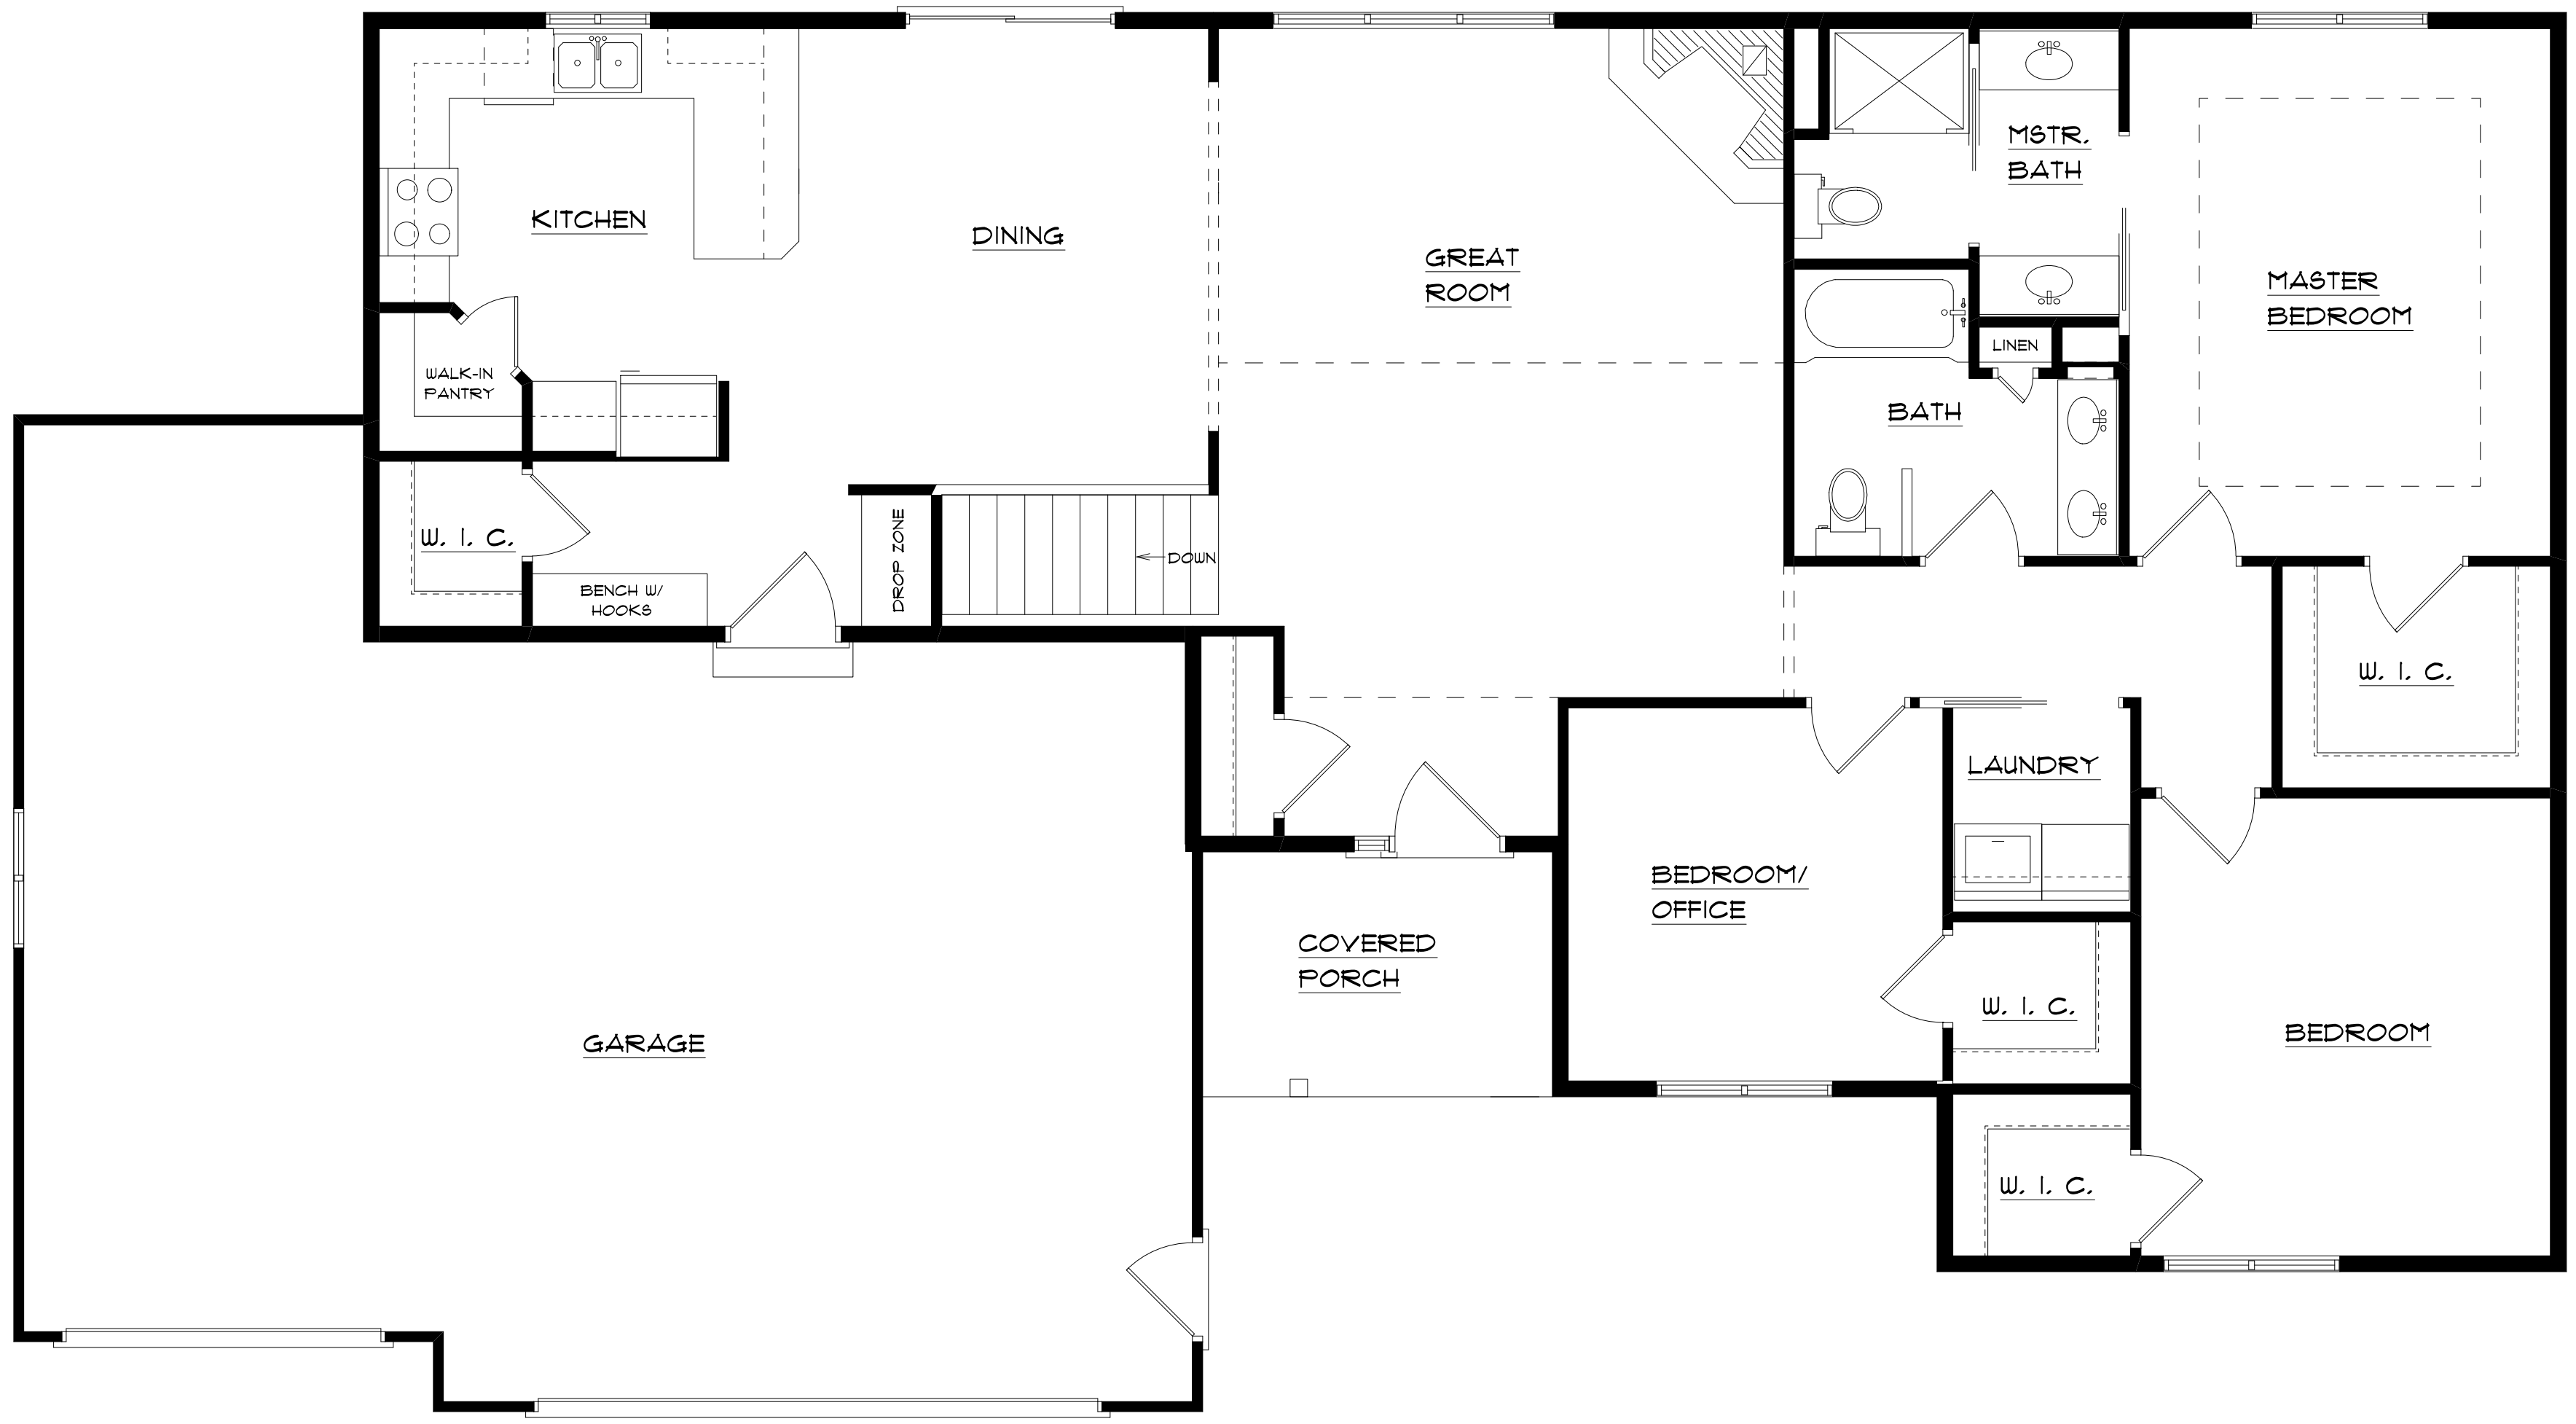 MSTR.
BATH
KITCHEN
DINING
GREAT
ROOM
MASTER
BEDROOM
LINEN
WALK-IN
PANTRY
BATH
W. I. C.
DROP ZONE
DOWN
BENCH W/
HOOKS
W. I. C.
LAUNDRY
BEDROOM/
OFFICE
COVERED
PORCH
W. I. C.
BEDROOM
GARAGE
W. I. C.